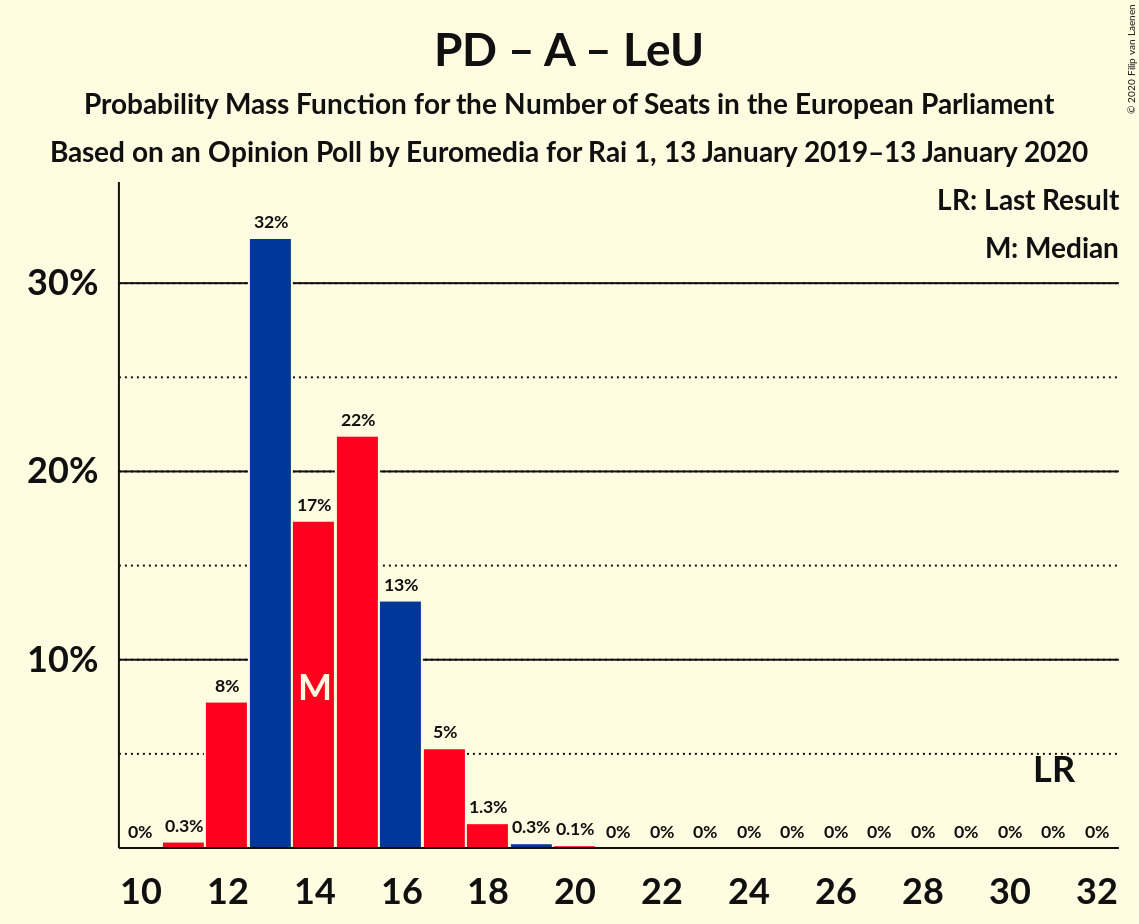 PD – A – LeU
Probability Mass Function for the Number of Seats in the European Parliament
Based on an Opinion Poll by Euromedia for Rai 1, 13 January 2019–13 January 2020
© 2020 Filip van Laenen
LR: Last Result
M: Median
30%
20%
10%
0% 0.3% 8% 32% 17% 22% 13% 5% 1.3% 0.3% 0.1% 0% 0% 0% 0% 0% 0% 0% 0% 0% 0% 0% 0%
M
LR
10 12 14 16 18 20 22 24 26 28 30 32